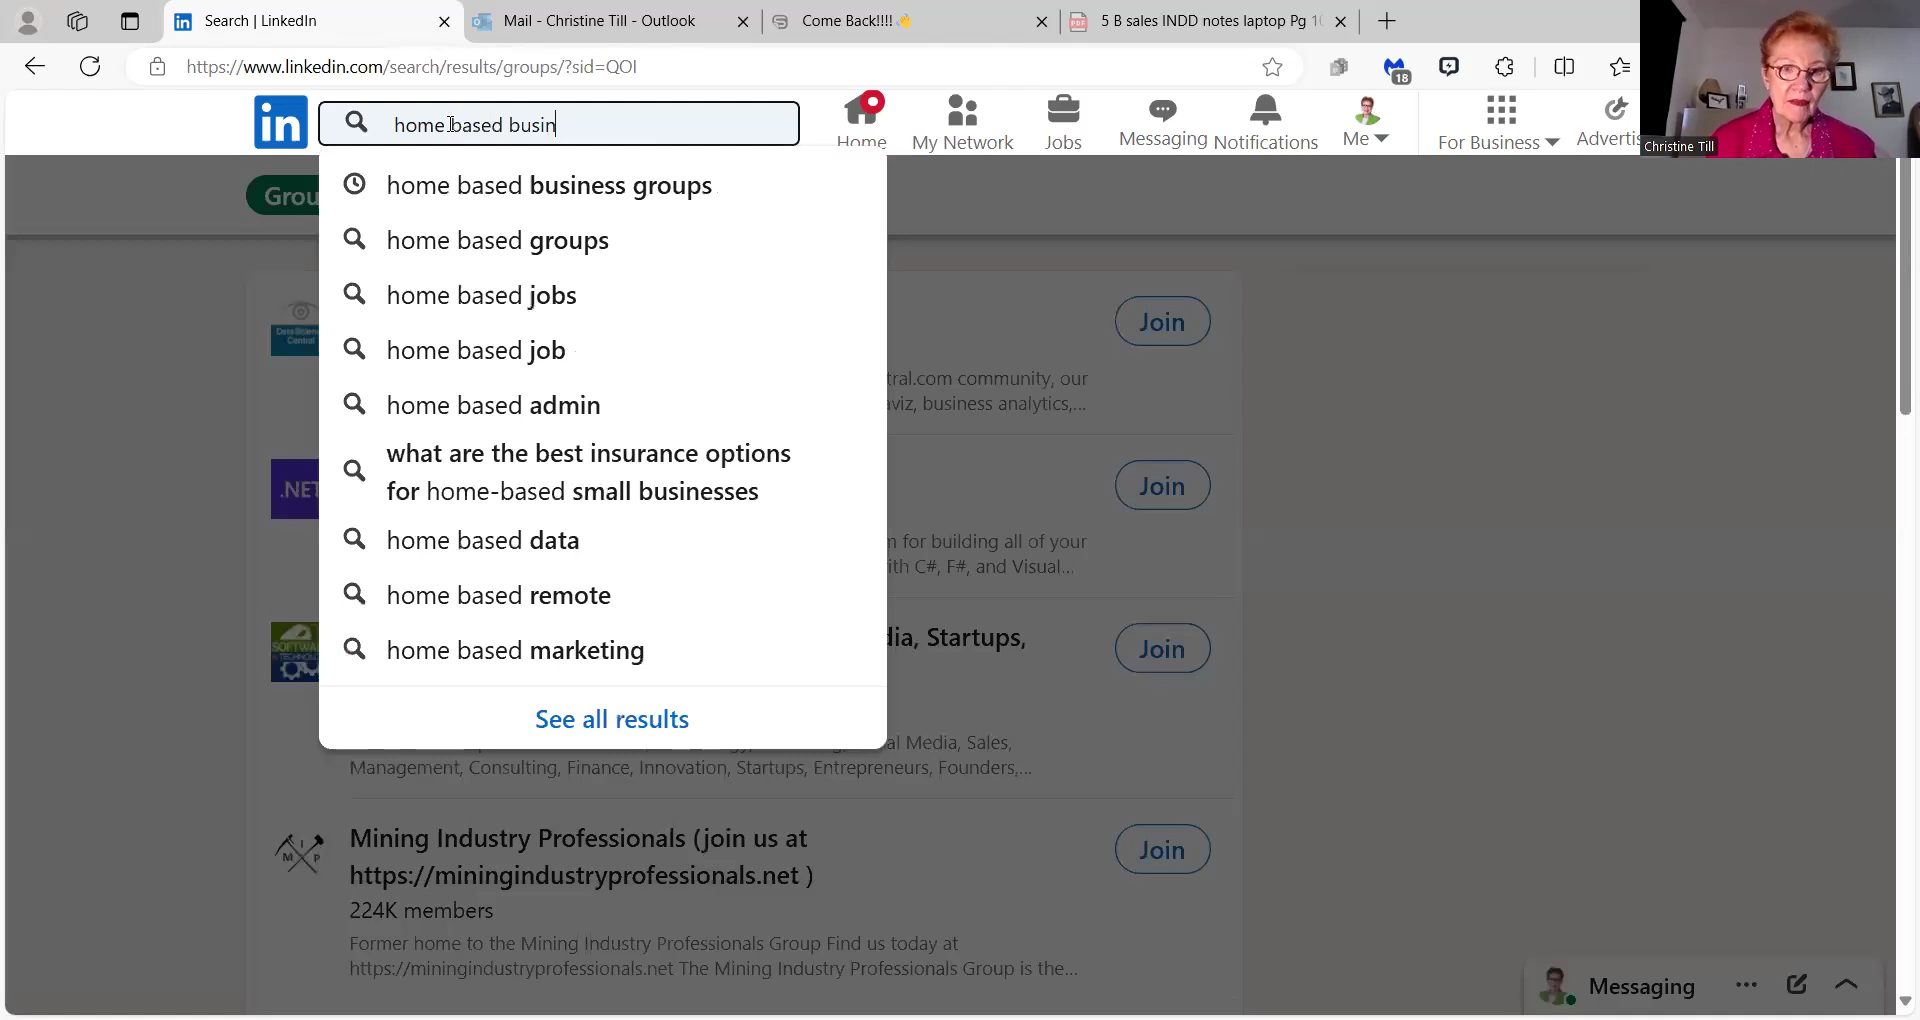 Search | LinkedIn
Mail - Christine Till - Outlook
Come Back!!!!👋
5 B sales INDD notes laptop Pg 10
https://www.linkedin.com/search/results/groups/?sid=QOI
18
in
home based busin
Home
My Network
Jobs
Messaging
Notifications
Me
For Business
Advertis
Christine Till
Grou
home based business groups
home based groups
home based jobs
home based job
home based admin
what are the best insurance options
for home-based small businesses
home based data
home based remote
home based marketing
See all results
Join
tral.com community, our
aviz, business analytics,...
.NET
Join
m for building all of your
ith C#, F#, and Visual...
dia, Startups,
Join
al Media, Sales,
Management, Consulting, Finance, Innovation, Startups, Entrepreneurs, Founders,...
M I P
Mining Industry Professionals (join us at
https://miningindustryprofessionals.net )
Join
224K members
Former home to the Mining Industry Professionals Group Find us today at
https://miningindustryprofessionals.net The Mining Industry Professionals Group is the...
Messaging